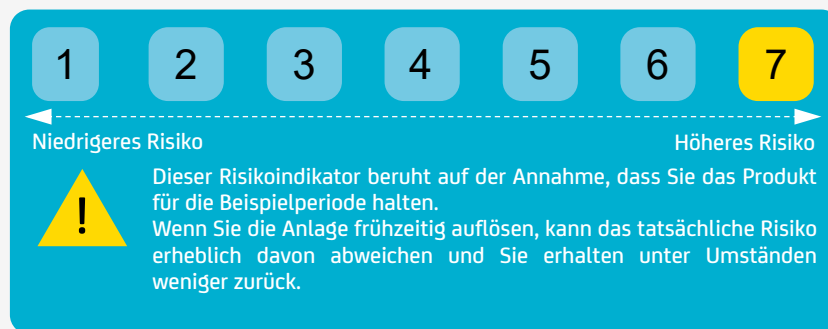 1 2 3 4 5 6 7
Niedrigeres Risiko Höheres Risiko
!
Dieser Risikoindikator beruht auf der Annahme, dass Sie das Produkt
für die Beispielperiode halten.
Wenn Sie die Anlage frühzeitig auflösen, kann das tatsächliche Risiko
erheblich davon abweichen und Sie erhalten unter Umständen
weniger zurück.